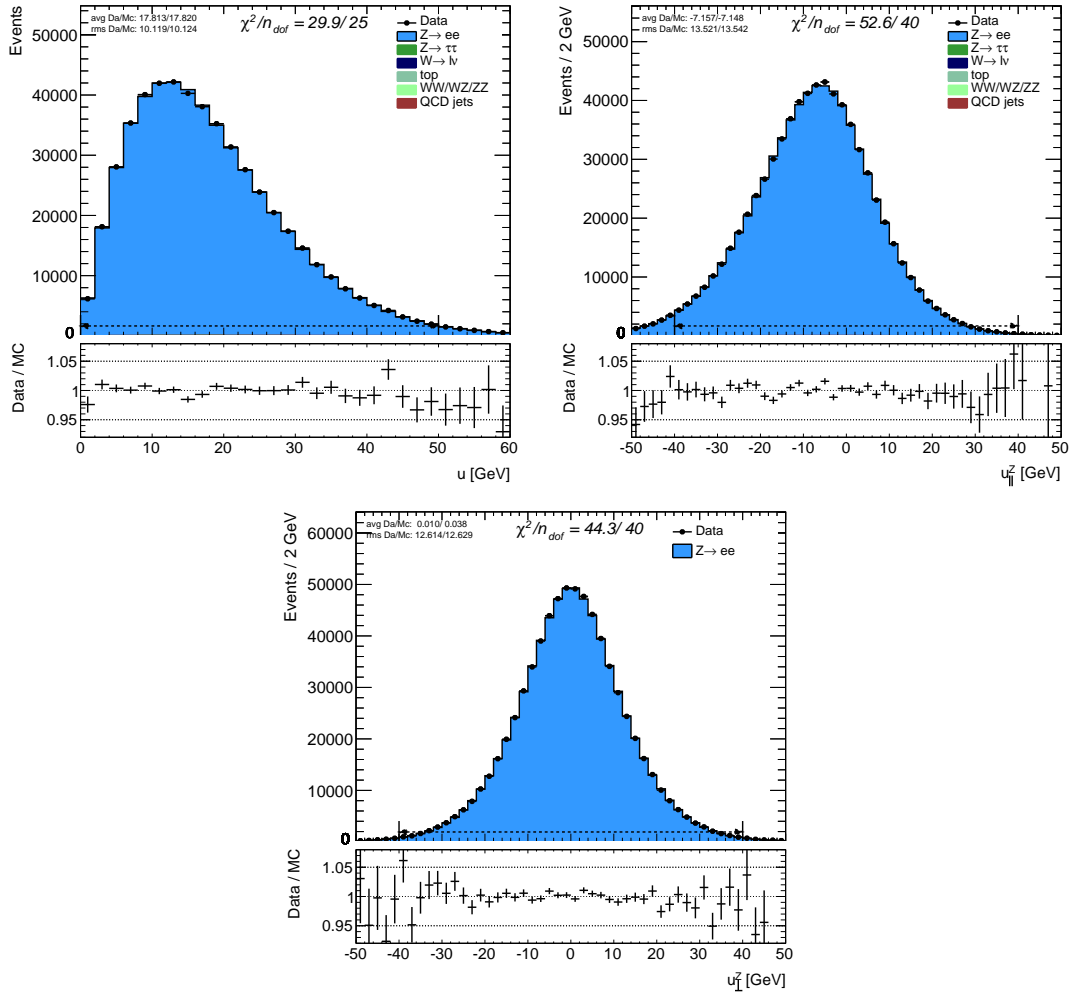 avg Da/Mc: 17.813/17.820
rms Da/Mc: 10.119/10.124
χ²/n_dof = 29.9/ 25
Data
Z→ ee
Z→ ττ
W→ lν
top
WW/WZ/ZZ
QCD jets
Events
50000
40000
30000
20000
10000
0
Data / MC
1.05
1
0.95
0 10 20 30 40 50 60
u [GeV]
avg Da/Mc: -7.157/-7.148
rms Da/Mc: 13.521/13.542
χ²/n_dof = 52.6/ 40
Data
Z→ ee
Z→ ττ
W→ lν
top
WW/WZ/ZZ
QCD jets
Events / 2 GeV
50000
40000
30000
20000
10000
0
Data / MC
1.05
1
0.95
-50 -40 -30 -20 -10 0 10 20 30 40 50
u_∥^Z [GeV]
avg Da/Mc: 0.010/ 0.038
rms Da/Mc: 12.614/12.629
χ²/n_dof = 44.3/ 40
Data
Z→ ee
Events / 2 GeV
60000
50000
40000
30000
20000
10000
0
Data / MC
1.05
1
0.95
-50 -40 -30 -20 -10 0 10 20 30 40 50
u_⊥^Z [GeV]